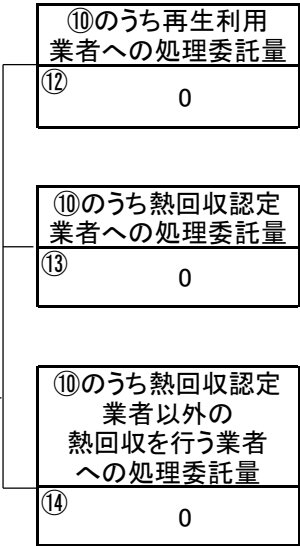 ⑩のうち再生利用
業者への処理委託量
⑫
0
⑩のうち熱回収認定
業者への処理委託量
⑬
0
⑩のうち熱回収認定
業者以外の
熱回収を行う業者
への処理委託量
⑭
0